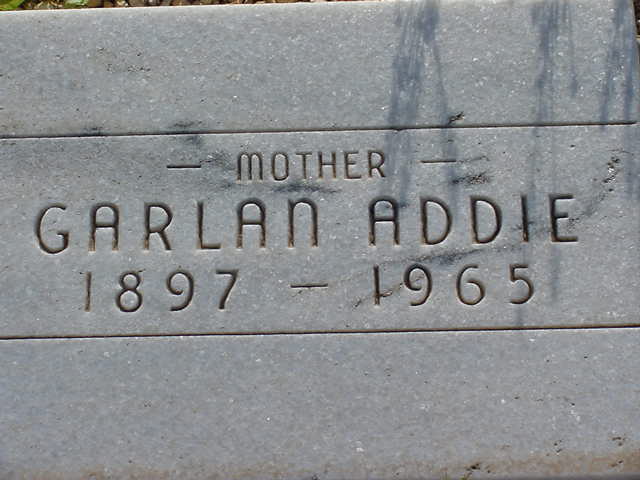 — MOTHER —
GARLAN ADDIE
1897 — 1965